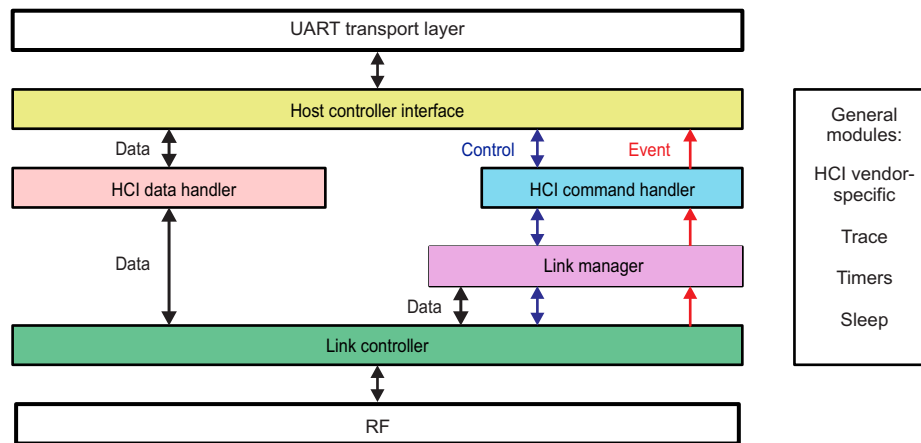 UART transport layer
Host controller interface
Data
Control
Event
HCI data handler
HCI command handler
Data
Link manager
Data
Link controller
RF
General
modules:
HCI vendor-
specific
Trace
Timers
Sleep